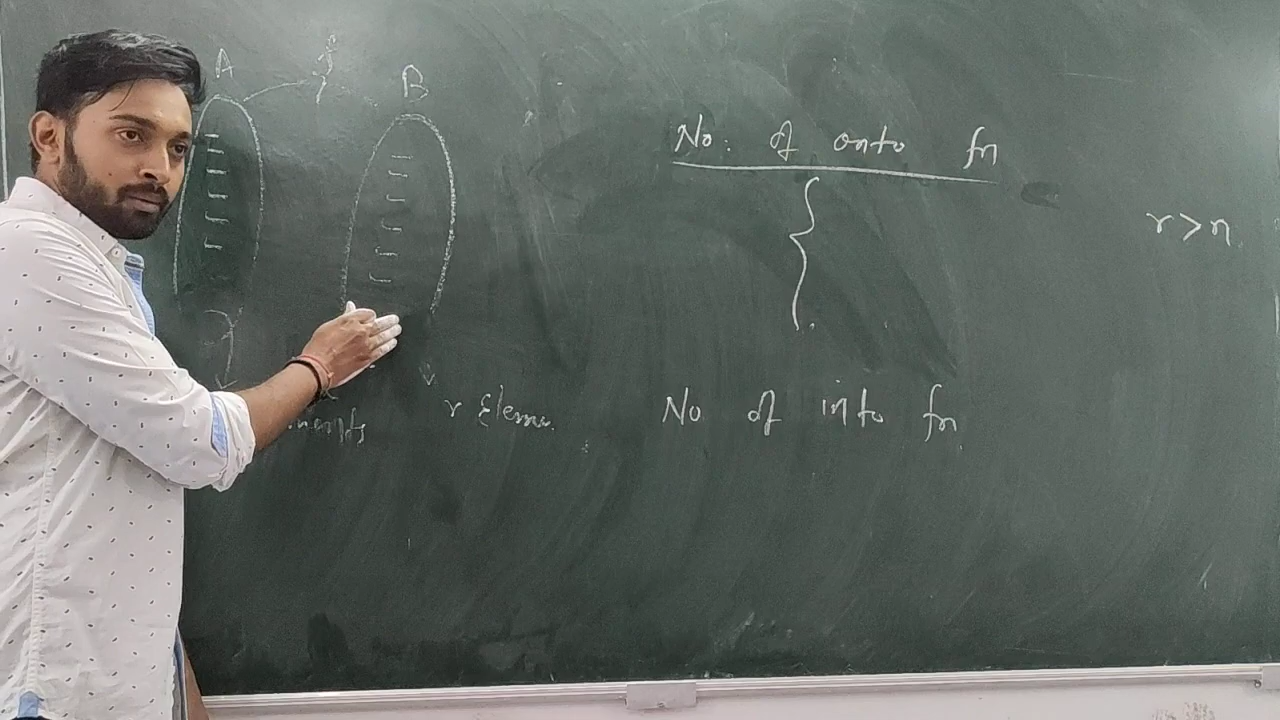 A f B
No: of onto fn
r > n
r Eleme.
No of into fn